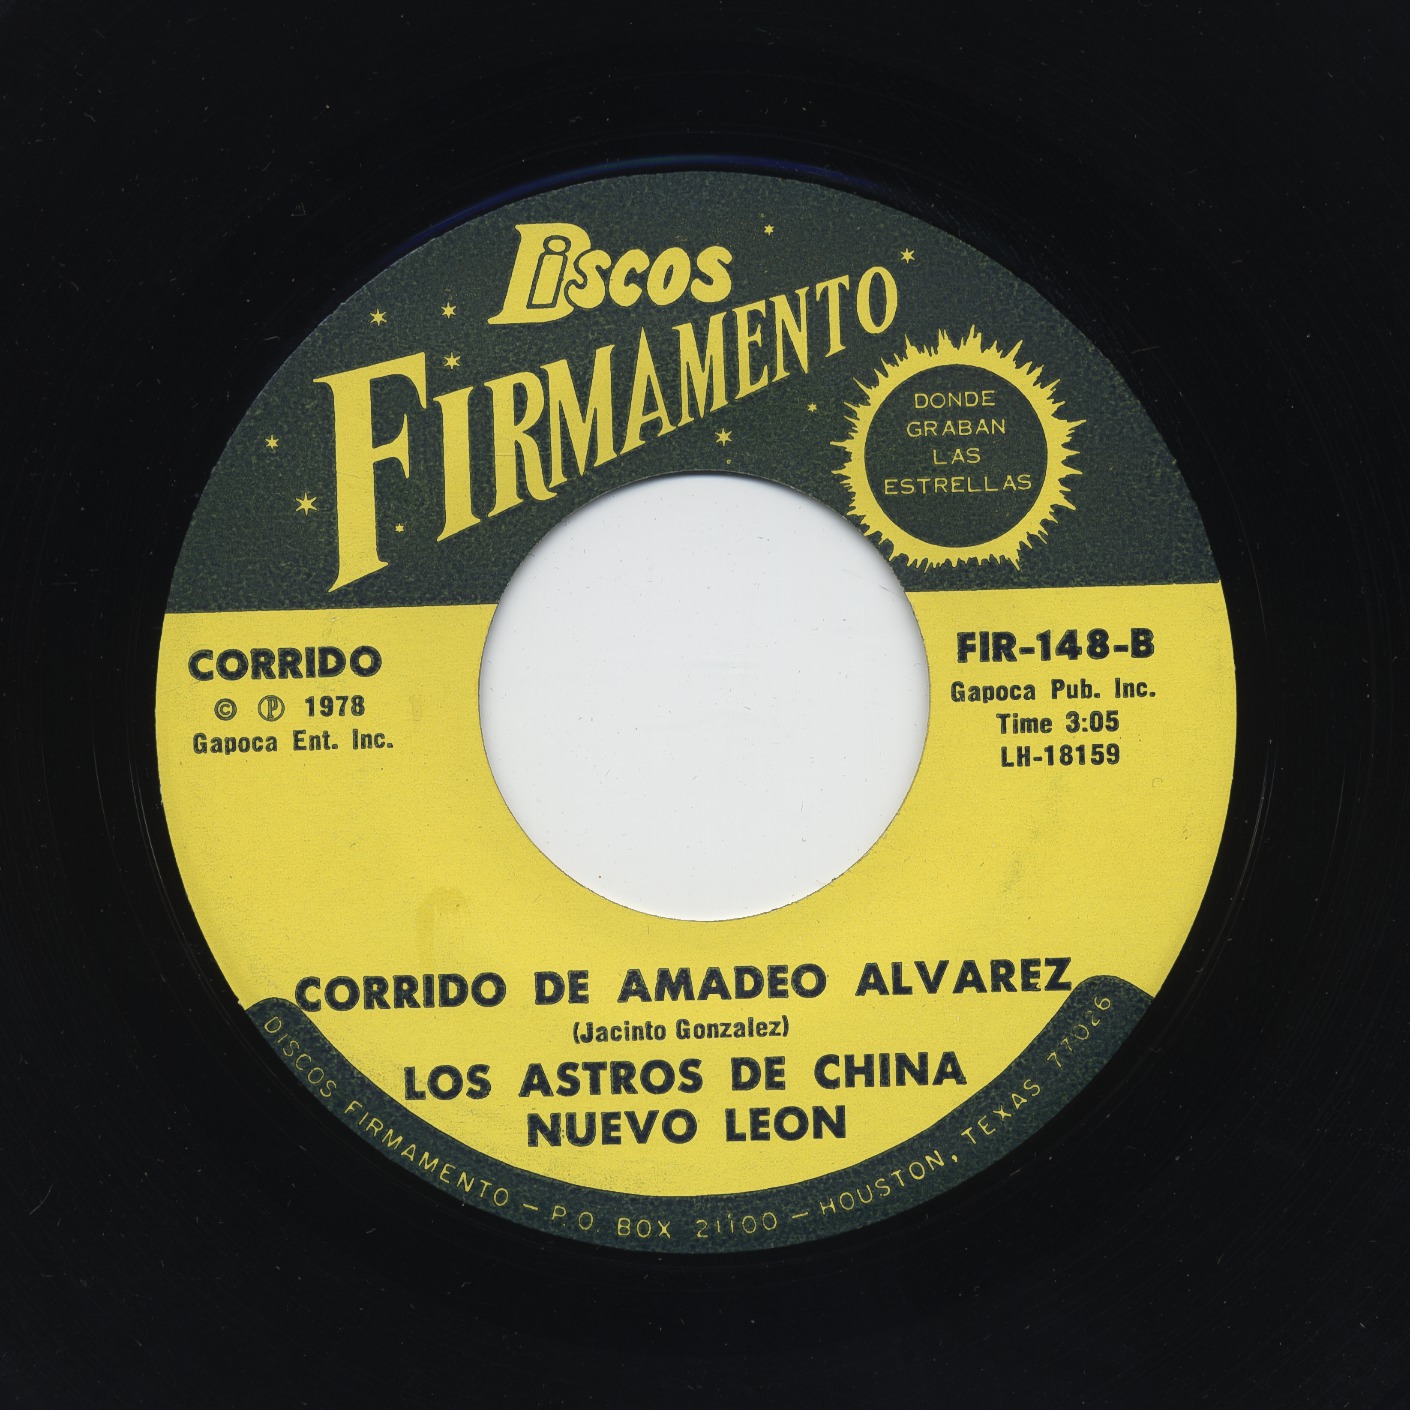 Discos
FIRMAMENTO
DONDE
GRABAN
LAS
ESTRELLAS
CORRIDO
© ℗ 1978
Gapoca Ent. Inc.
FIR-148-B
Gapoca Pub. Inc.
Time 3:05
LH-18159
CORRIDO DE AMADEO ALVAREZ
(Jacinto Gonzalez)
LOS ASTROS DE CHINA
NUEVO LEON
DISCOS FIRMAMENTO — P.O. BOX 21100 — HOUSTON, TEXAS 77026